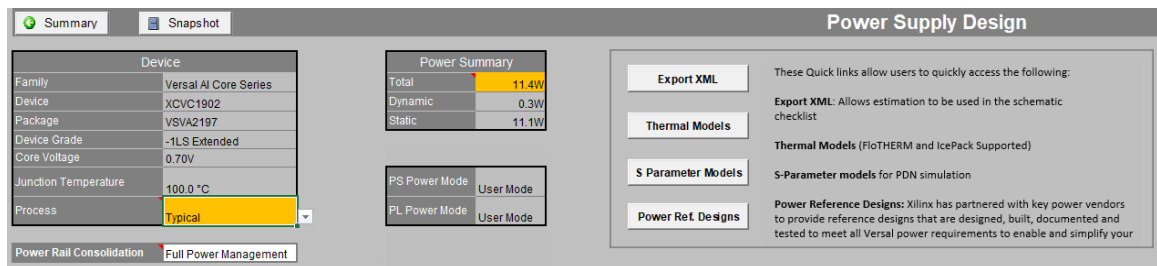 Summary
Snapshot
Power Supply Design
Device
Family Versal AI Core Series
Device XCVC1902
Package VSVA2197
Device Grade -1LS Extended
Core Voltage 0.70V
Junction Temperature 100.0 °C
Process Typical
Power Rail Consolidation Full Power Management
Power Summary
Total 11.4W
Dynamic 0.3W
Static 11.1W
PS Power Mode User Mode
PL Power Mode User Mode
Export XML
Thermal Models
S Parameter Models
Power Ref. Designs
These Quick links allow users to quickly access the following:
Export XML: Allows estimation to be used in the schematic
checklist
Thermal Models (FloTHERM and IcePack Supported)
S-Parameter models for PDN simulation
Power Reference Designs: Xilinx has partnered with key power vendors
to provide reference designs that are designed, built, documented and
tested to meet all Versal power requirements to enable and simplify your